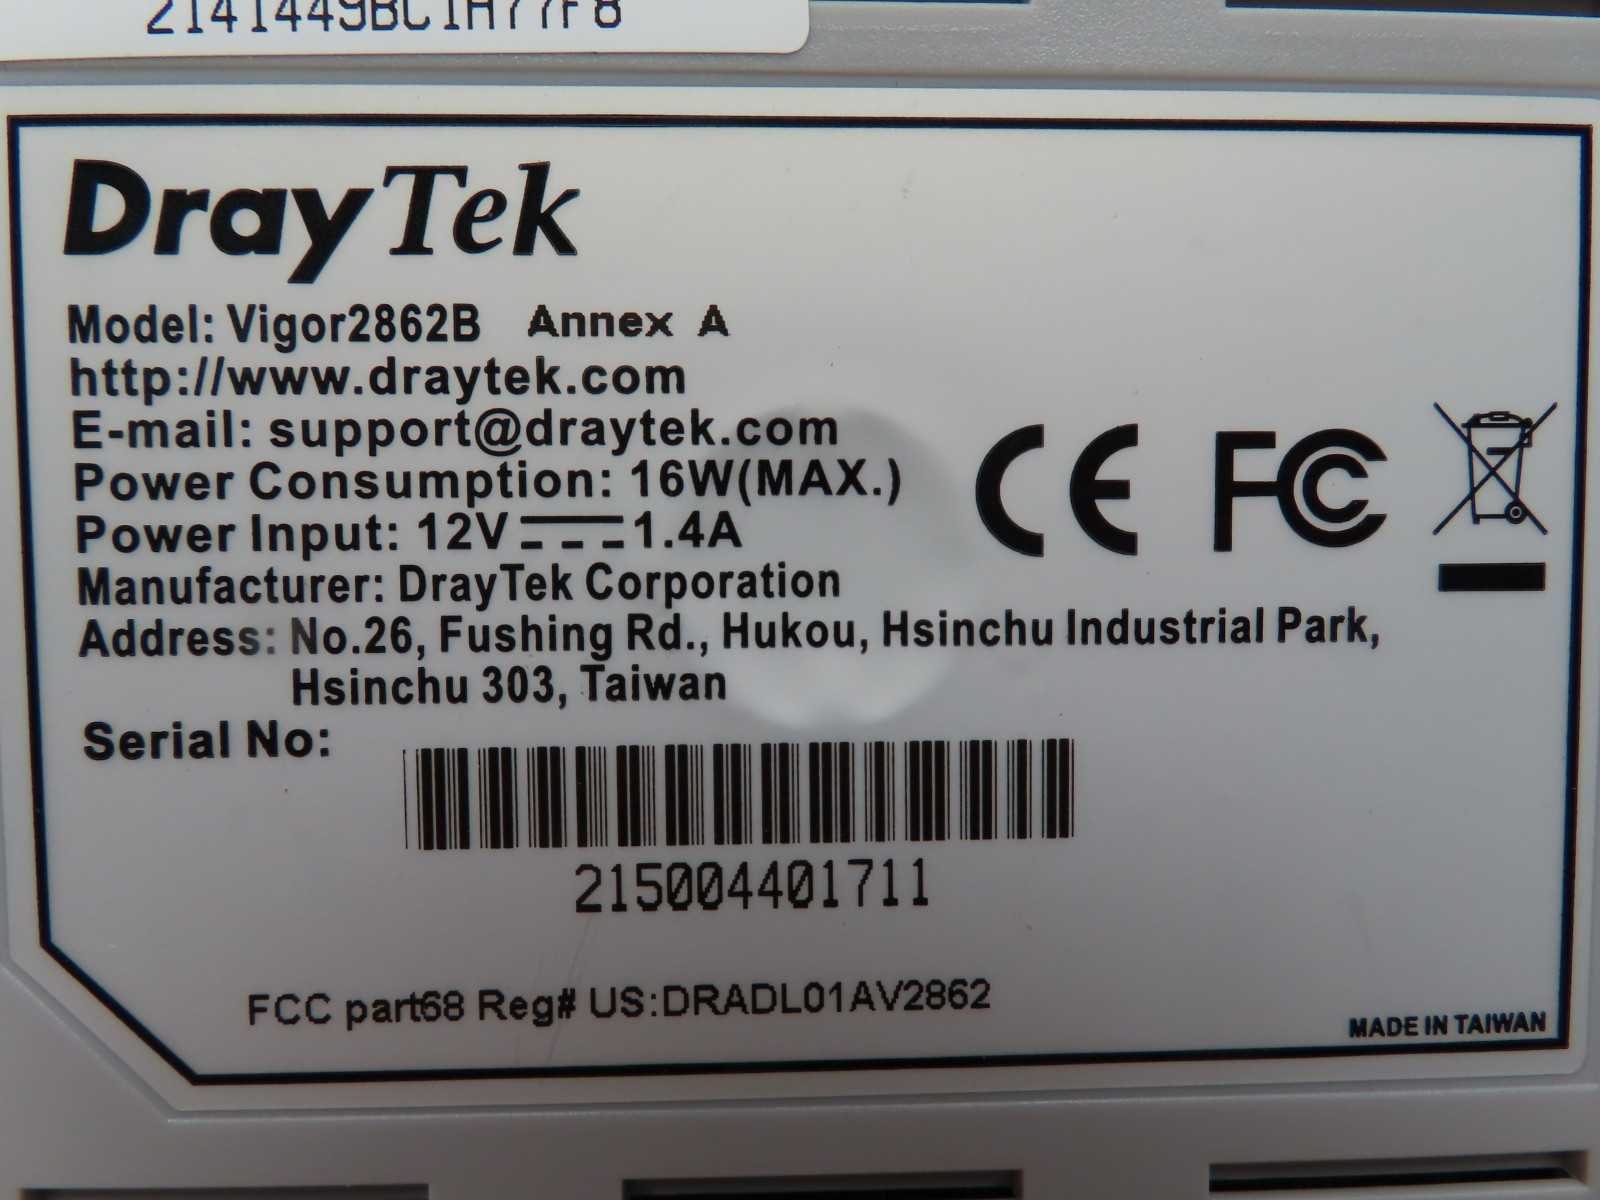 DrayTek
Model: Vigor2862B Annex A
http://www.draytek.com
E-mail: support@draytek.com
Power Consumption: 16W(MAX.)
Power Input: 12V⎓1.4A
Manufacturer: DrayTek Corporation
Address: No.26, Fushing Rd., Hukou, Hsinchu Industrial Park,
Hsinchu 303, Taiwan
CE FC
Serial No:
215004401711
FCC part68 Reg# US:DRADL01AV2862
MADE IN TAIWAN